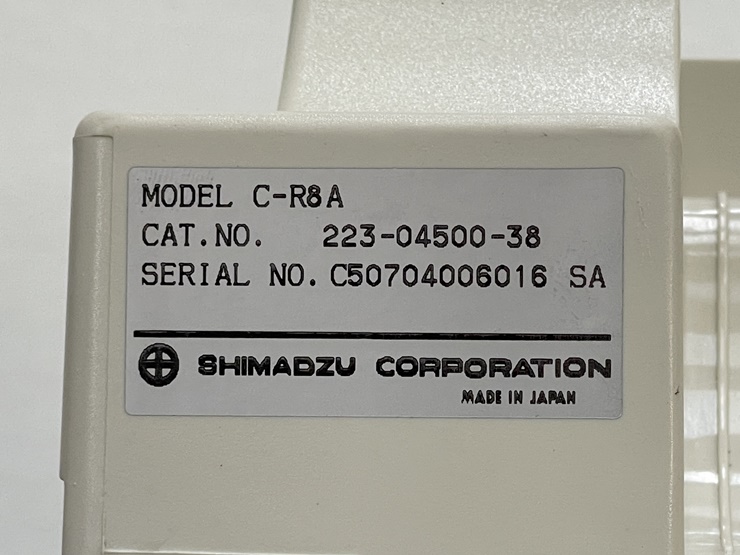 MODEL C-R8A
CAT.NO. 223-04500-38
SERIAL NO. C50704006016 SA
SHIMADZU CORPORATION
MADE IN JAPAN